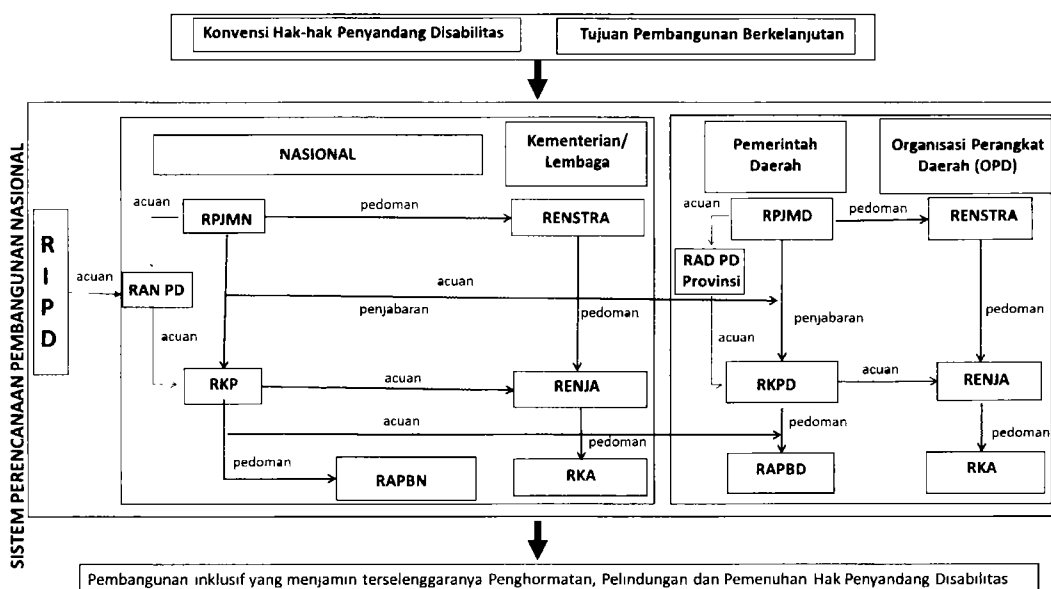 Konvensi Hak-hak Penyandang Disabilitas
Tujuan Pembangunan Berkelanjutan
SISTEM PERENCANAAN PEMBANGUNAN NASIONAL
RIPD
acuan
RAN PD
NASIONAL
Kementerian/
Lembaga
acuan
RPJMN
pedoman
RENSTRA
acuan
penjabaran
pedoman
acuan
RKP
acuan
RENJA
acuan
pedoman
pedoman
RAPBN
RKA
Pemerintah
Daerah
Organisasi Perangkat
Daerah (OPD)
acuan
RPJMD
pedoman
RENSTRA
RAD PD
Provinsi
penjabaran
pedoman
acuan
RKPD
acuan
RENJA
pedoman
pedoman
RAPBD
RKA
Pembangunan inklusif yang menjamin terselenggaranya Penghormatan, Pelindungan dan Pemenuhan Hak Penyandang Disabilitas